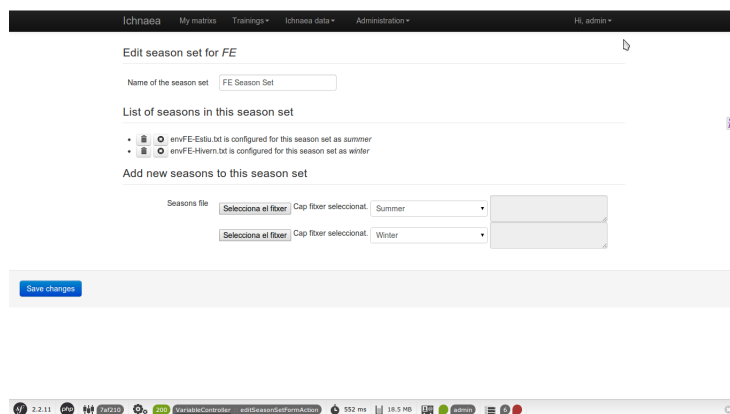 Ichnaea My matrixs Trainings Ichnaea data Administration Hi, admin
Edit season set for FE
Name of the season set FE Season Set
List of seasons in this season set
envFE-Estiu.txt is configured for this season set as summer
envFE-Hivern.txt is configured for this season set as winter
Add new seasons to this season set
Seasons file Selecciona el fitxer Cap fitxer seleccionat. Summer
Selecciona el fitxer Cap fitxer seleccionat. Winter
Save changes
sf 2.2.11 php 7af210 200 VariableController editSeasonSetFormAction 552 ms 18.5 MB admin 6